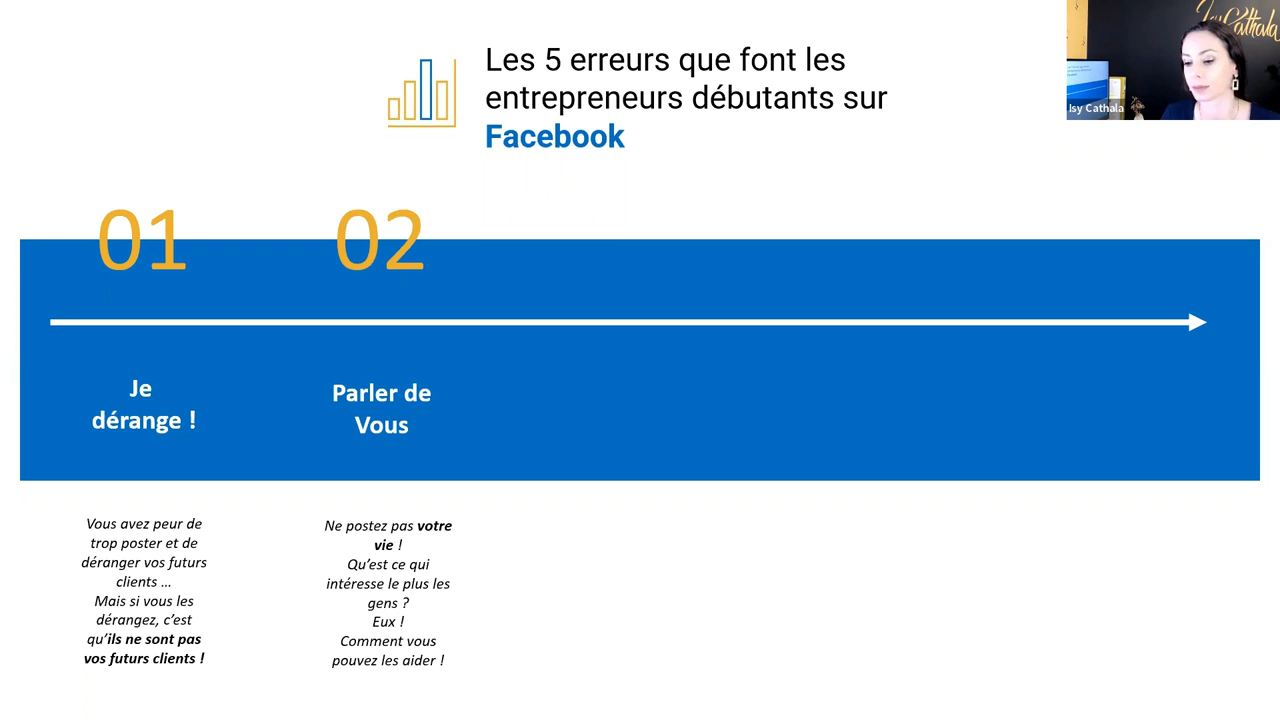 Les 5 erreurs que font les
entrepreneurs débutants sur
Facebook
Isy Cathala
Isy Cathala
01
02
Je
dérange !
Parler de
Vous
Vous avez peur de
trop poster et de
déranger vos futurs
clients ...
Mais si vous les
dérangez, c’est
qu’ils ne sont pas
vos futurs clients !
Ne postez pas votre
vie !
Qu’est ce qui
intéresse le plus les
gens ?
Eux !
Comment vous
pouvez les aider !